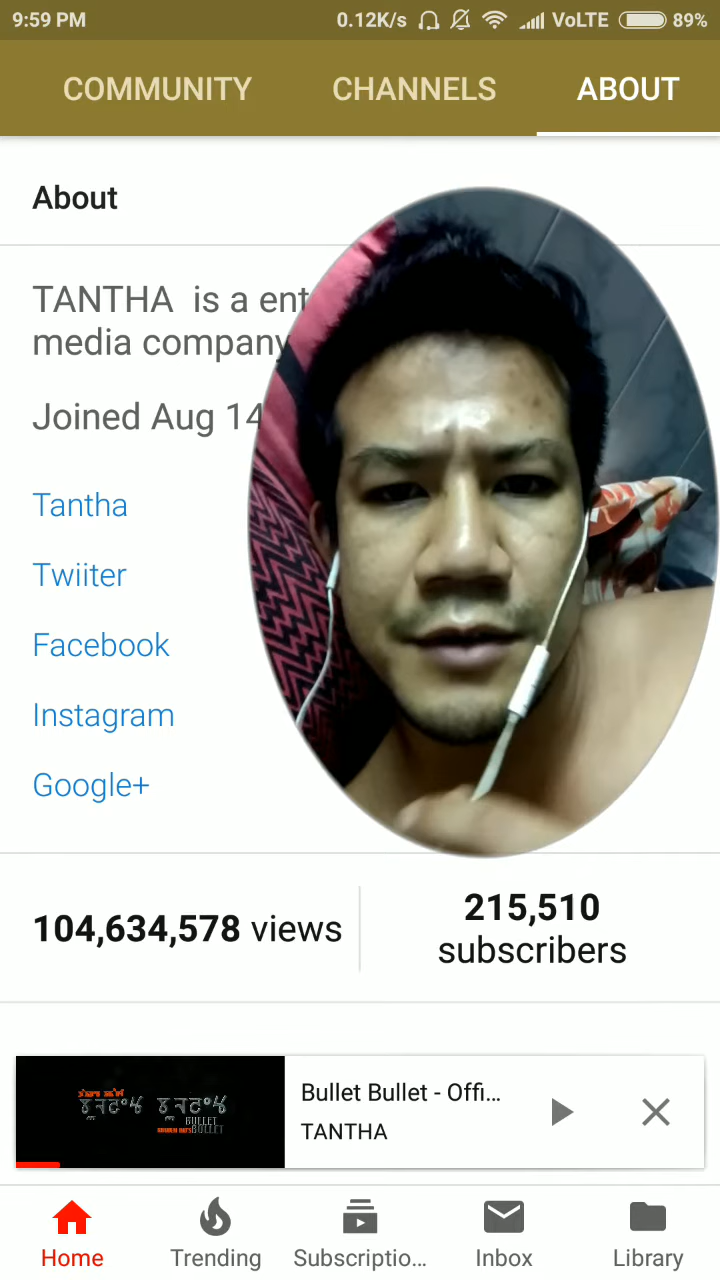 9:59 PM 0.12K/s VoLTE 89%
COMMUNITY CHANNELS ABOUT
About
TANTHA is a ent
media company
Joined Aug 14
Tantha
Twiiter
Facebook
Instagram
Google+
104,634,578 views
215,510
subscribers
Bullet Bullet - Offi...
TANTHA
BULLET
BULLET
Home Trending Subscriptio... Inbox Library